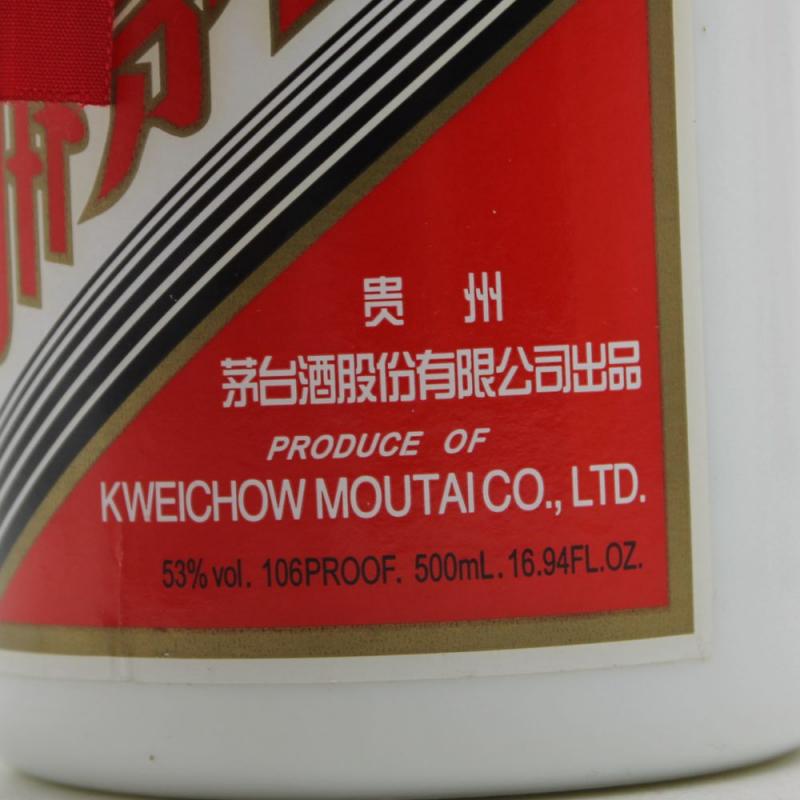 贵 州
茅台酒股份有限公司出品
PRODUCE OF
KWEICHOW MOUTAI CO., LTD.
53% vol. 106PROOF. 500mL. 16.94FL.OZ.